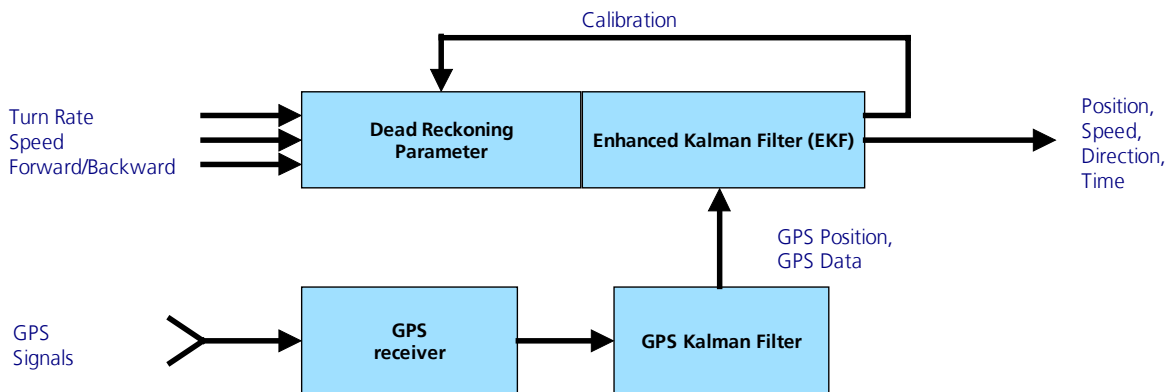 Calibration
Turn Rate
Speed
Forward/Backward
Dead Reckoning
Parameter
Enhanced Kalman Filter (EKF)
Position,
Speed,
Direction,
Time
GPS Position,
GPS Data
GPS
Signals
GPS
receiver
GPS Kalman Filter